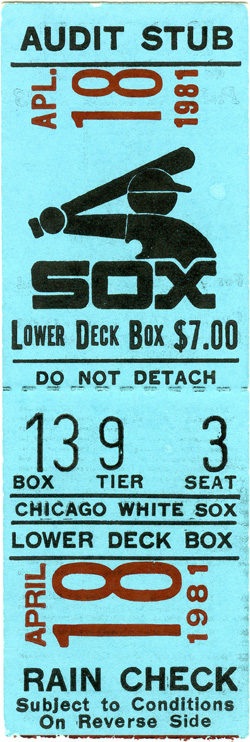 AUDIT STUB
APL. 18 1981
SOX
LOWER DECK BOX $7.00
DO NOT DETACH
13 9 3
BOX TIER SEAT
CHICAGO WHITE SOX
LOWER DECK BOX
APRIL 18 1981
RAIN CHECK
Subject to Conditions
On Reverse Side